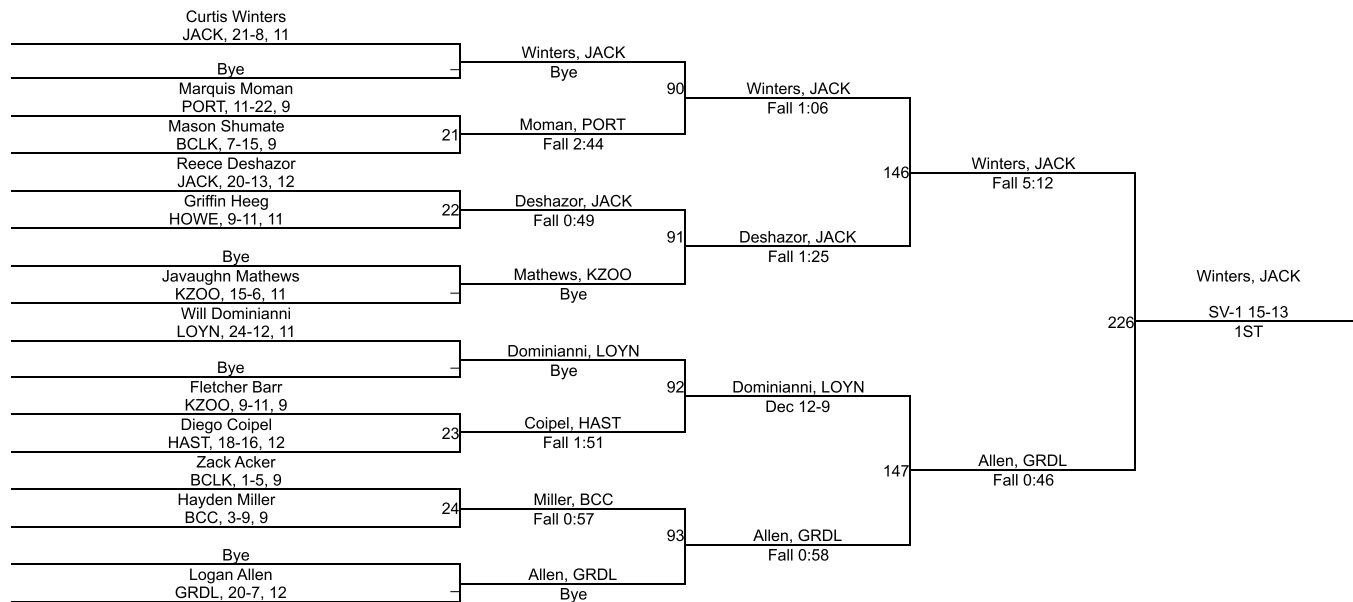 Curtis Winters
JACK, 21-8, 11
Bye
–
Marquis Moman
PORT, 11-22, 9
Mason Shumate
BCLK, 7-15, 9
21
Reece Deshazor
JACK, 20-13, 12
Griffin Heeg
HOWE, 9-11, 11
22
Bye
Javaughn Mathews
KZOO, 15-6, 11
–
Will Dominianni
LOYN, 24-12, 11
Bye
–
Fletcher Barr
KZOO, 9-11, 9
Diego Coipel
HAST, 18-16, 12
23
Zack Acker
BCLK, 1-5, 9
Hayden Miller
BCC, 3-9, 9
24
Bye
Logan Allen
GRDL, 20-7, 12
–
Winters, JACK
Bye
90
Moman, PORT
Fall 2:44
Deshazor, JACK
Fall 0:49
91
Mathews, KZOO
Bye
Dominianni, LOYN
Bye
92
Coipel, HAST
Fall 1:51
Miller, BCC
Fall 0:57
93
Allen, GRDL
Bye
Winters, JACK
Fall 1:06
146
Deshazor, JACK
Fall 1:25
Dominianni, LOYN
Dec 12-9
147
Allen, GRDL
Fall 0:58
Winters, JACK
Fall 5:12
226
Allen, GRDL
Fall 0:46
Winters, JACK
SV-1 15-13
1ST